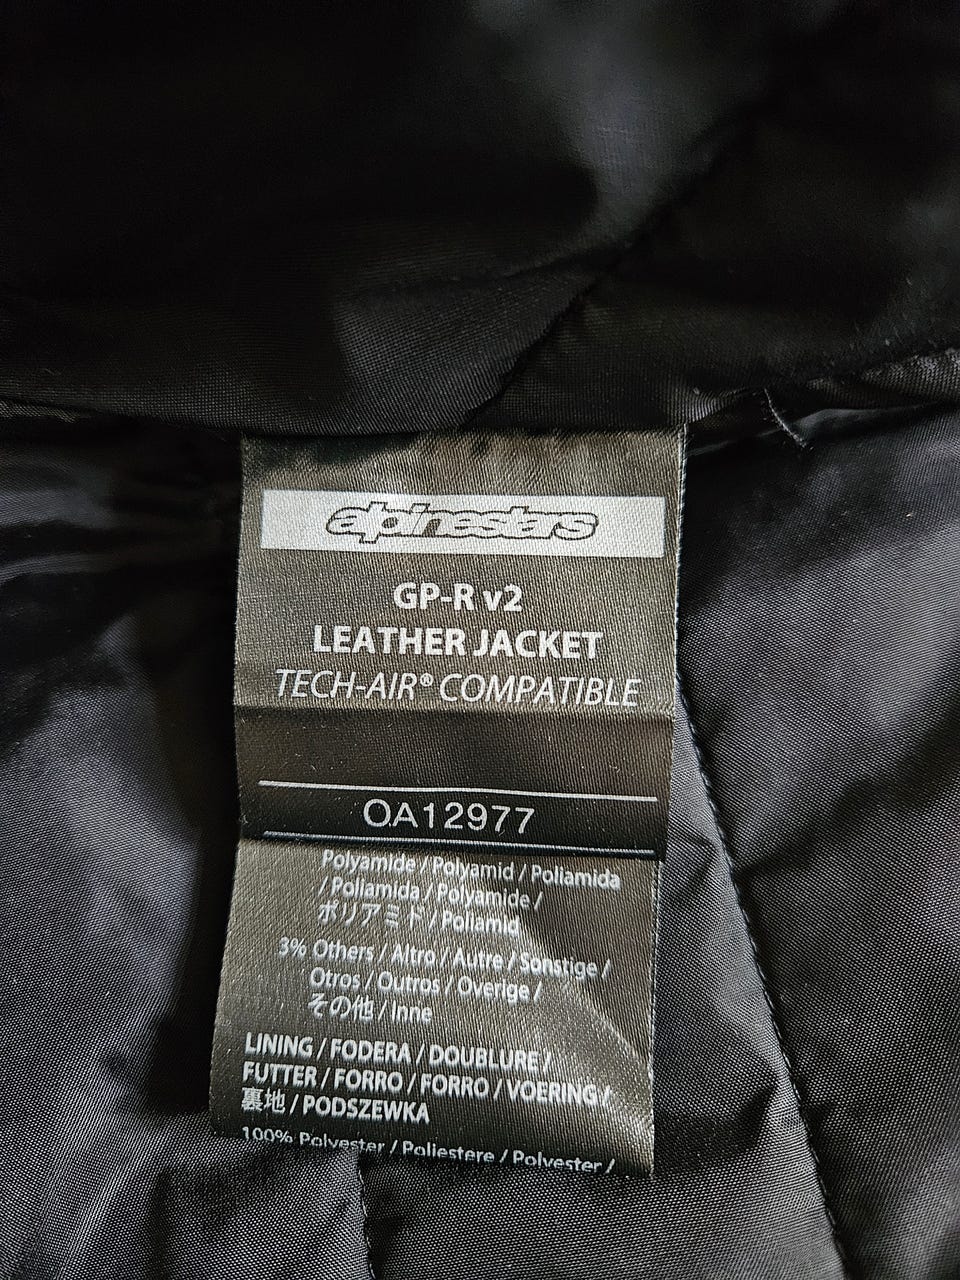 alpinestars
GP-R v2
LEATHER JACKET
TECH-AIR® COMPATIBLE
OA12977
Polyamide / Polyamid / Poliamida
/ Poliamida / Polyamide /
ポリアミド / Poliamid
3% Others / Altro / Autre / Sonstige /
Otros / Outros / Overige /
その他 / Inne
LINING / FODERA / DOUBLURE /
FUTTER / FORRO / FORRO / VOERING /
裏地 / PODSZEWKA
100% Polyester / Poliestere / Polyester /